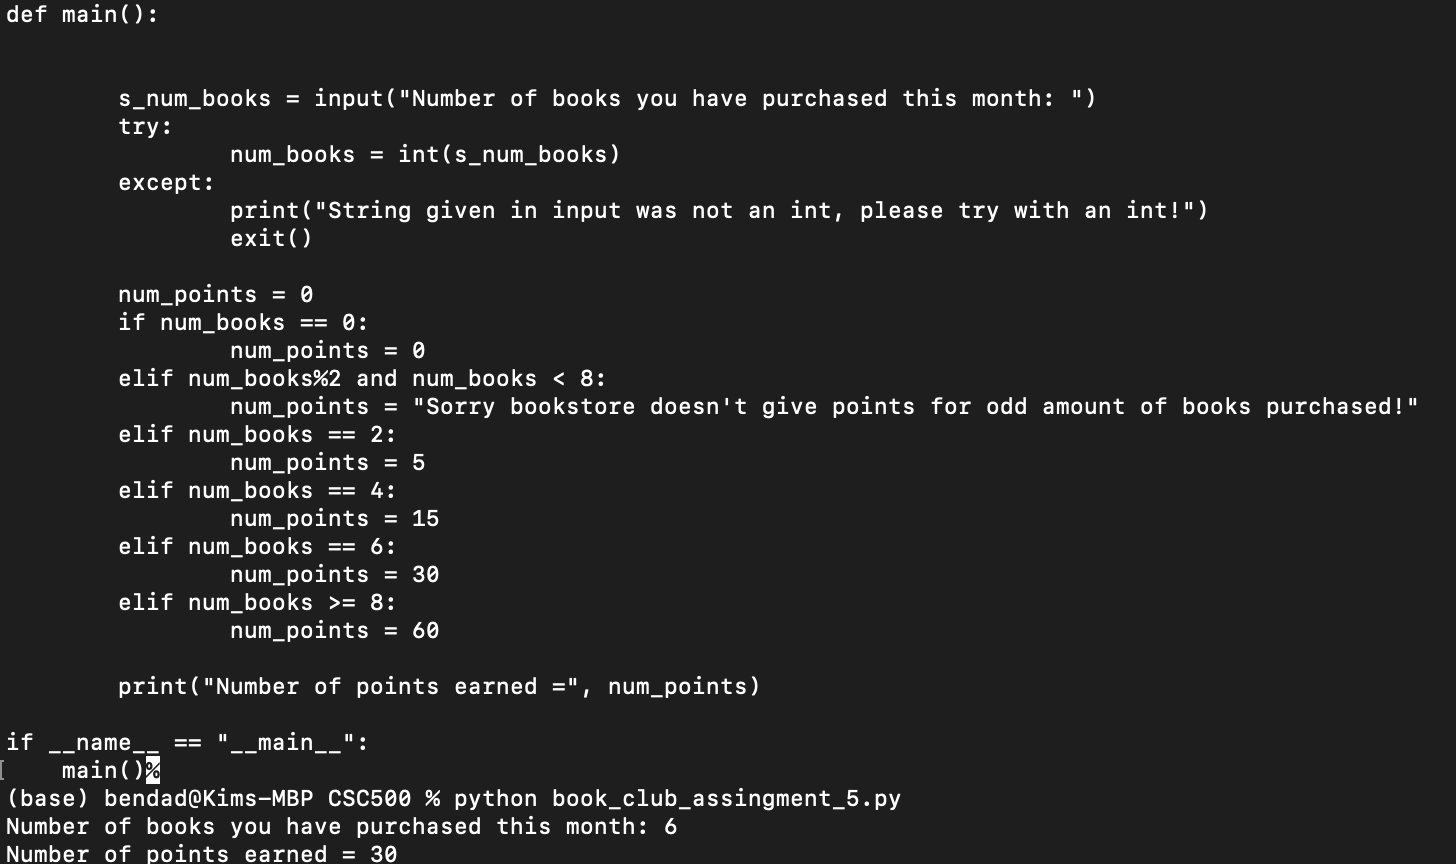 def main():
s_num_books = input("Number of books you have purchased this month: ")
try:
num_books = int(s_num_books)
except:
print("String given in input was not an int, please try with an int!")
exit()
num_points = 0
if num_books == 0:
num_points = 0
elif num_books%2 and num_books < 8:
num_points = "Sorry bookstore doesn't give points for odd amount of books purchased!"
elif num_books == 2:
num_points = 5
elif num_books == 4:
num_points = 15
elif num_books == 6:
num_points = 30
elif num_books >= 8:
num_points = 60
print("Number of points earned =", num_points)
if __name__ == "__main__":
main()%
(base) bendad@Kims-MBP CSC500 % python book_club_assingment_5.py
Number of books you have purchased this month: 6
Number of points earned = 30